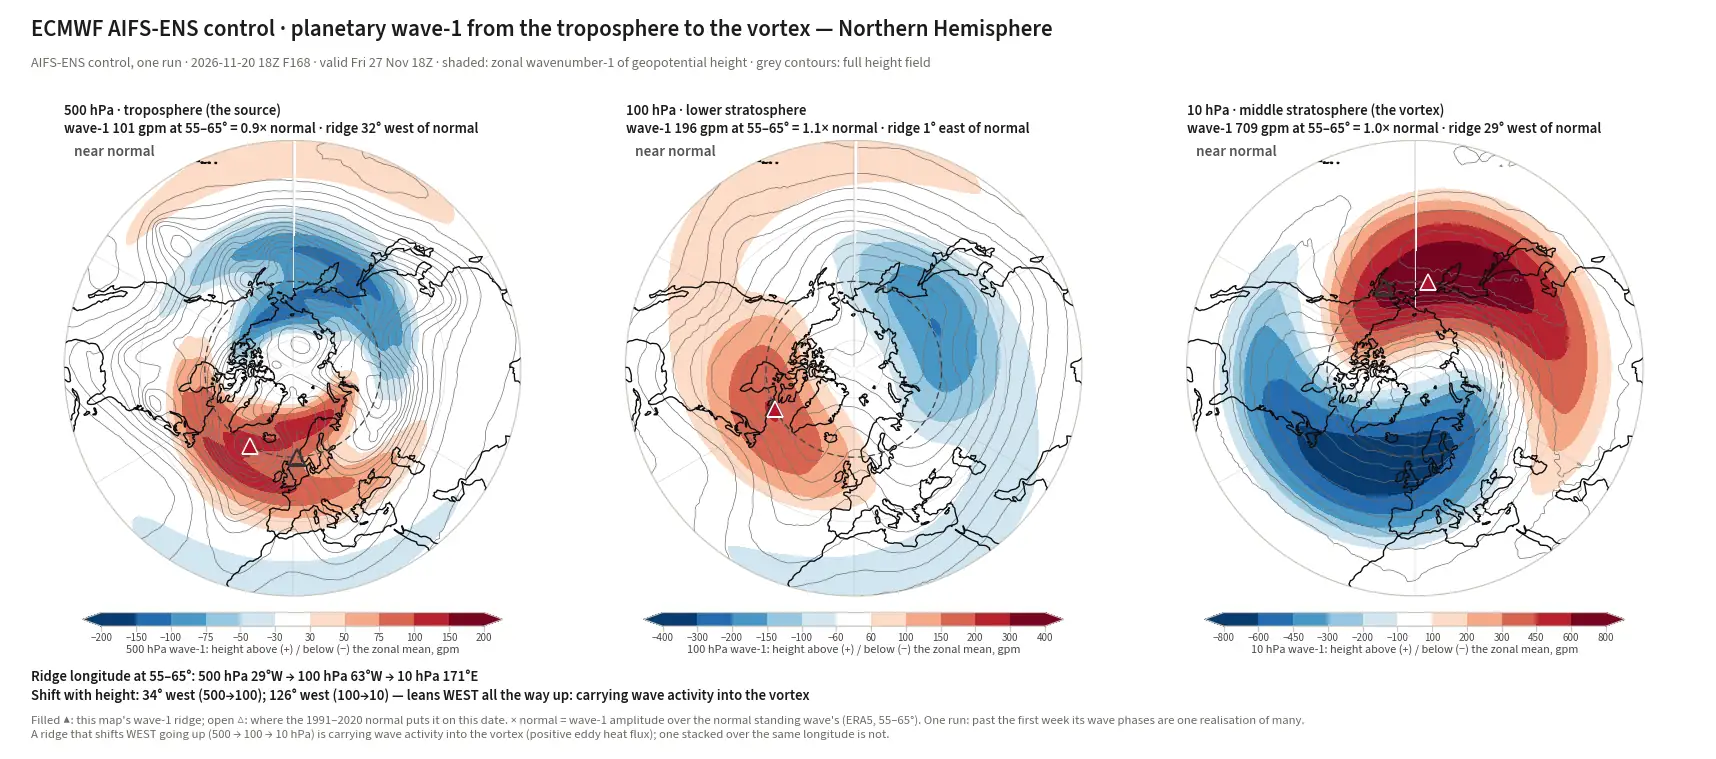 ECMWF AIFS-ENS control · planetary wave-1 from the troposphere to the vortex — Northern Hemisphere
AIFS-ENS control, one run · 2026-11-20 18Z F168 · valid Fri 27 Nov 18Z · shaded: zonal wavenumber-1 of geopotential height · grey contours: full height field
500 hPa · troposphere (the source)
wave-1 101 gpm at 55–65° = 0.9× normal · ridge 32° west of normal
near normal
100 hPa · lower stratosphere
wave-1 196 gpm at 55–65° = 1.1× normal · ridge 1° east of normal
near normal
10 hPa · middle stratosphere (the vortex)
wave-1 709 gpm at 55–65° = 1.0× normal · ridge 29° west of normal
near normal
−200 −150 −100 −75 −50 −30 30 50 75 100 150 200
500 hPa wave-1: height above (+) / below (−) the zonal mean, gpm
−400 −300 −200 −150 −100 −60 60 100 150 200 300 400
100 hPa wave-1: height above (+) / below (−) the zonal mean, gpm
−800 −600 −450 −300 −200 −100 100 200 300 450 600 800
10 hPa wave-1: height above (+) / below (−) the zonal mean, gpm
Ridge longitude at 55–65°: 500 hPa 29°W → 100 hPa 63°W → 10 hPa 171°E
Shift with height: 34° west (500→100); 126° west (100→10) — leans WEST all the way up: carrying wave activity into the vortex
Filled ▲: this map's wave-1 ridge; open △: where the 1991–2020 normal puts it on this date. × normal = wave-1 amplitude over the normal standing wave's (ERA5, 55–65°). One run: past the first week its wave phases are one realisation of many.
A ridge that shifts WEST going up (500 → 100 → 10 hPa) is carrying wave activity into the vortex (positive eddy heat flux); one stacked over the same longitude is not.